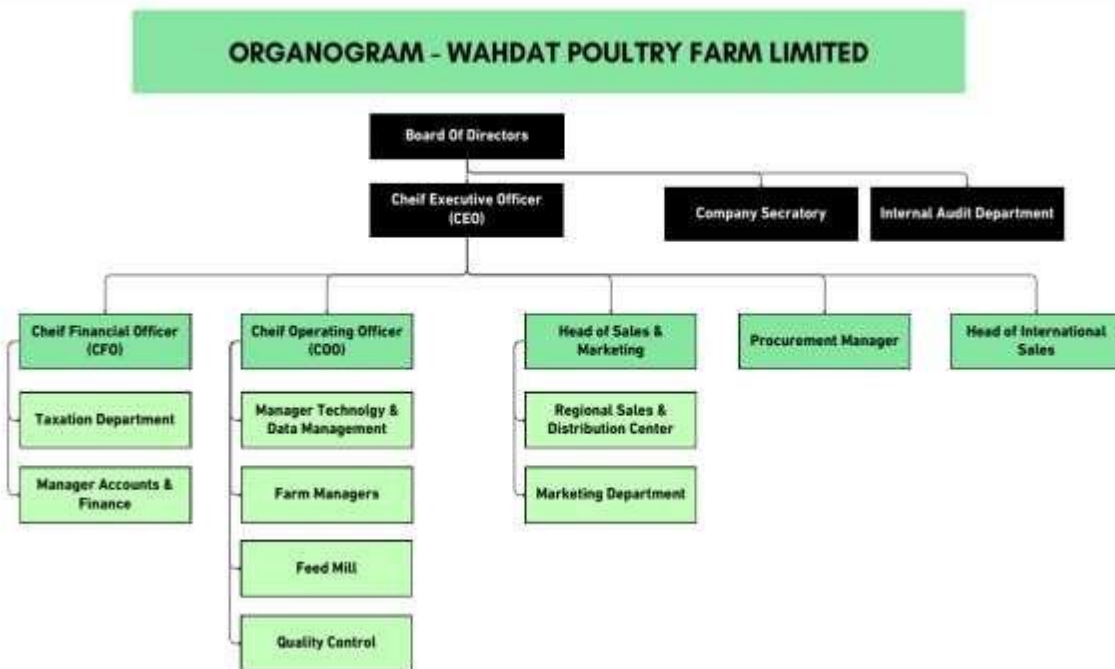 ORGANOGRAM - WAHDAT POULTRY FARM LIMITED
Board Of Directors
Cheif Executive Officer
(CEO)
Company Secratory
Internal Audit Department
Cheif Financial Officer
(CFO)
Cheif Operating Officer
(COO)
Head of Sales &
Marketing
Procurement Manager
Head of International
Sales
Taxation Department
Manager Technolgy &
Data Management
Regional Sales &
Distribution Center
Manager Accounts &
Finance
Farm Managers
Marketing Department
Feed Mill
Quality Control